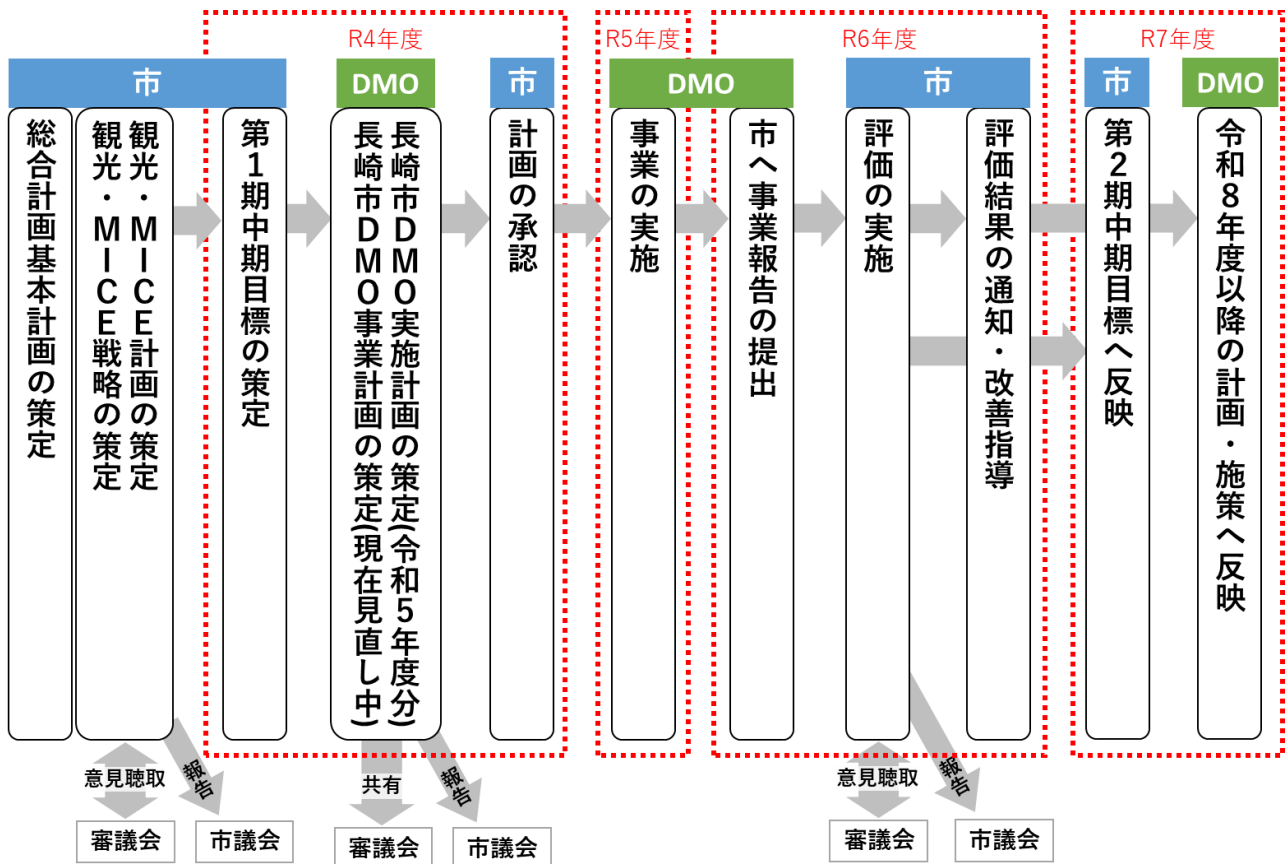 R4年度
R5年度
R6年度
R7年度
市
DMO
市
DMO
市
市
DMO
総合計画基本計画の策定
観光・MICE計画の策定
観光・MICE戦略の策定
第1期中期目標の策定
長崎市DMO実施計画の策定(令和5年度分)
長崎市DMO事業計画の策定(現在見直し中)
計画の承認
事業の実施
市へ事業報告の提出
評価の実施
評価結果の通知・改善指導
第2期中期目標へ反映
令和8年度以降の計画・施策へ反映
意見聴取
報告
共有
報告
意見聴取
報告
審議会
市議会
審議会
市議会
審議会
市議会